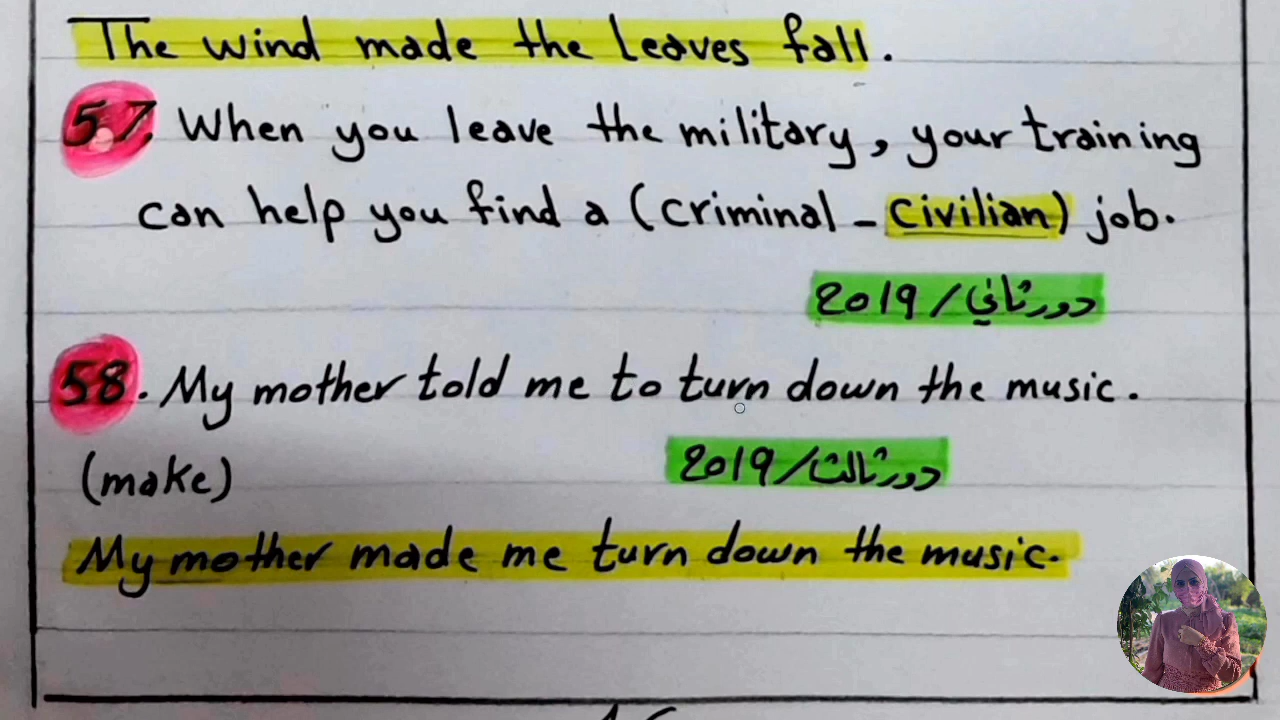 The wind made the leaves fall.
57. When you leave the military, your training
can help you find a (criminal - civilian) job.
دور ثاني / 2019
58. My mother told me to turn down the music.
(make)
دور ثالث / 2019
My mother made me turn down the music.